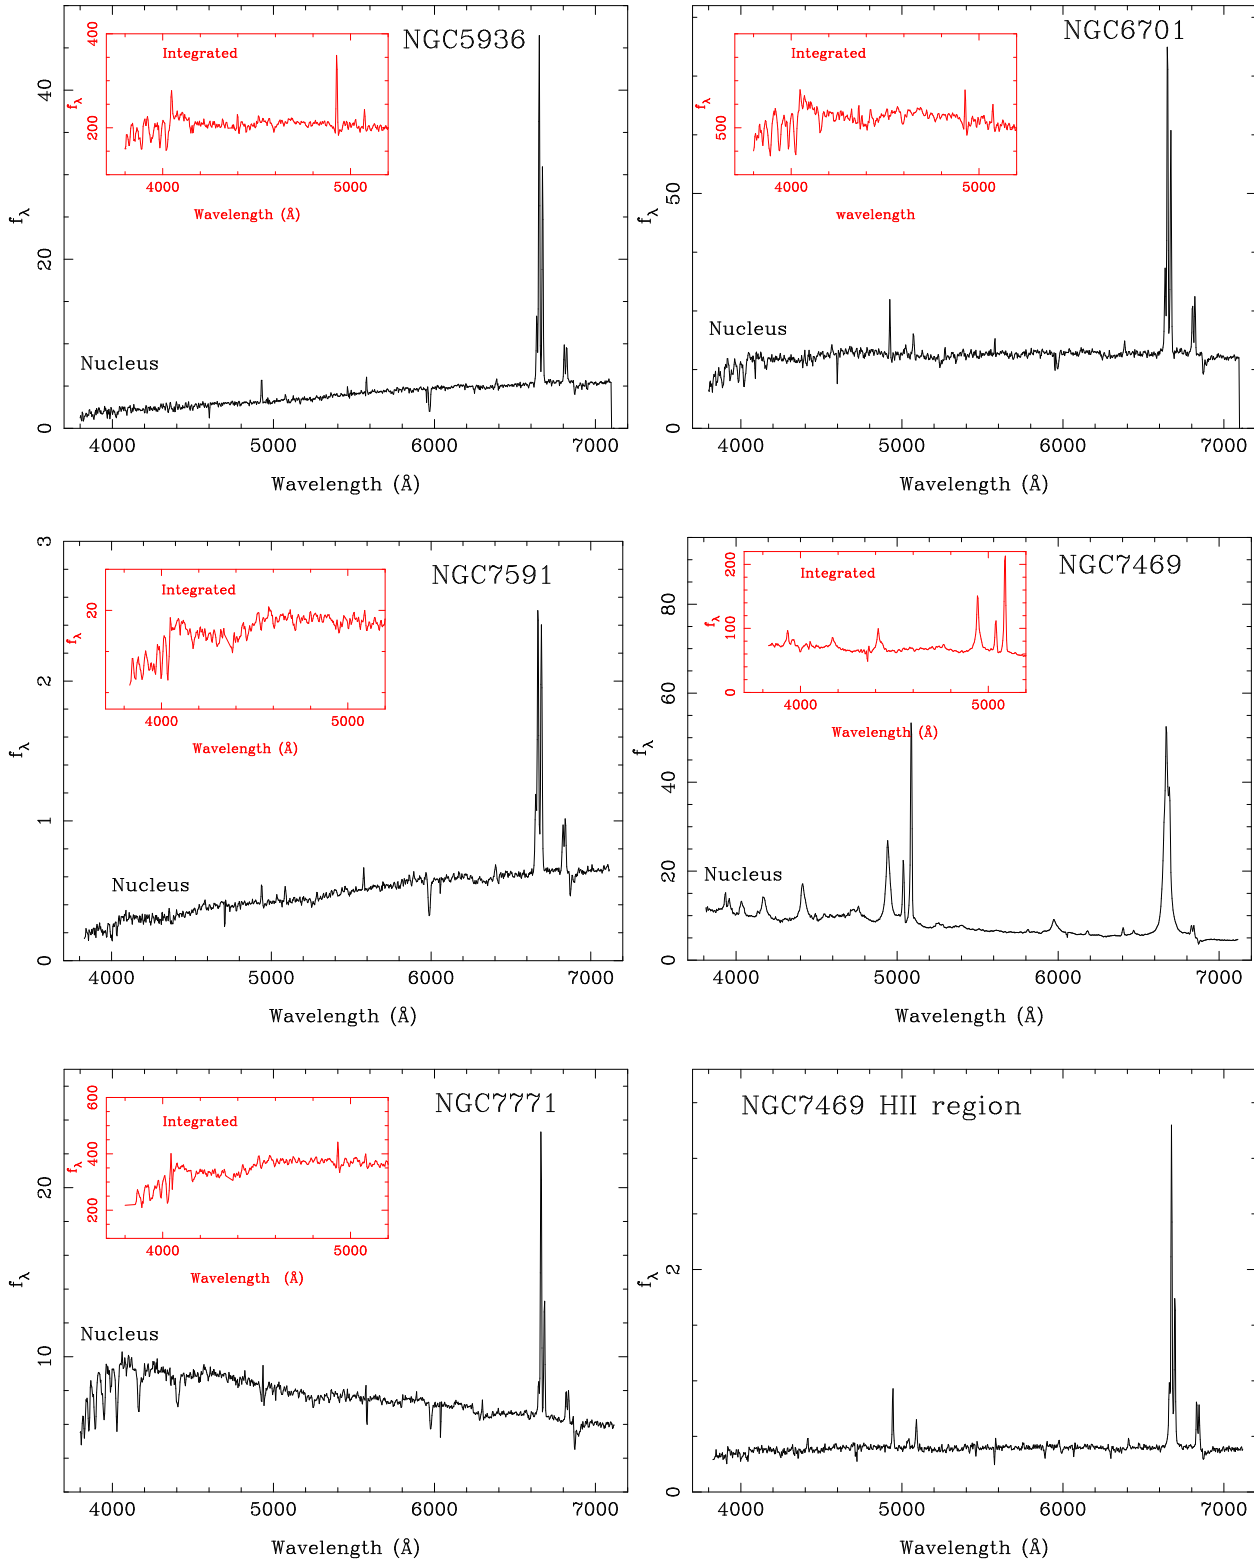 NGC5936
Integrated
400
200
f_λ
4000
5000
Wavelength (Å)
Nucleus
0
20
40
f_λ
4000
5000
6000
7000
Wavelength (Å)
NGC6701
Integrated
500
f_λ
4000
5000
wavelength
Nucleus
0
50
f_λ
4000
5000
6000
7000
Wavelength (Å)
NGC7591
Integrated
20
f_λ
4000
5000
Wavelength (Å)
Nucleus
0
1
2
3
f_λ
4000
5000
6000
7000
Wavelength (Å)
NGC7469
Integrated
0
100
200
f_λ
4000
5000
Wavelength (Å)
Nucleus
0
20
40
60
80
f_λ
4000
5000
6000
7000
Wavelength (Å)
NGC7771
Integrated
200
400
600
f_λ
4000
5000
Wavelength (Å)
Nucleus
10
20
f_λ
4000
5000
6000
7000
Wavelength (Å)
NGC7469 HII region
0
2
f_λ
4000
5000
6000
7000
Wavelength (Å)